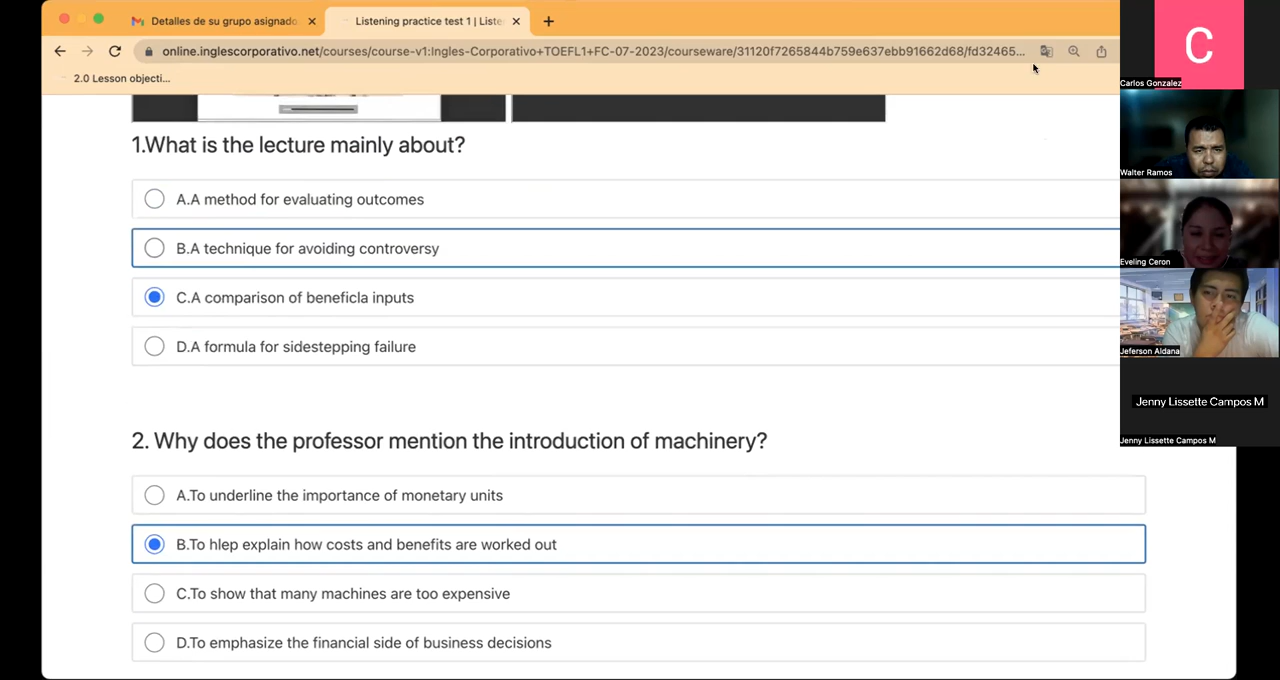 Detalles de su grupo asignado
Listening practice test 1 | Liste
online.inglescorporativo.net/courses/course-v1:Ingles-Corporativo+TOEFL1+FC-07-2023/courseware/31120f7265844b759e637ebb91662d68/fd32465...
2.0 Lesson objecti...
1.What is the lecture mainly about?
A.A method for evaluating outcomes
B.A technique for avoiding controversy
C.A comparison of beneficla inputs
D.A formula for sidestepping failure
2. Why does the professor mention the introduction of machinery?
A.To underline the importance of monetary units
B.To hlep explain how costs and benefits are worked out
C.To show that many machines are too expensive
D.To emphasize the financial side of business decisions
C
Carlos Gonzalez
Walter Ramos
Eveling Ceron
Jeferson Aldana
Jenny Lissette Campos M
Jenny Lissette Campos M